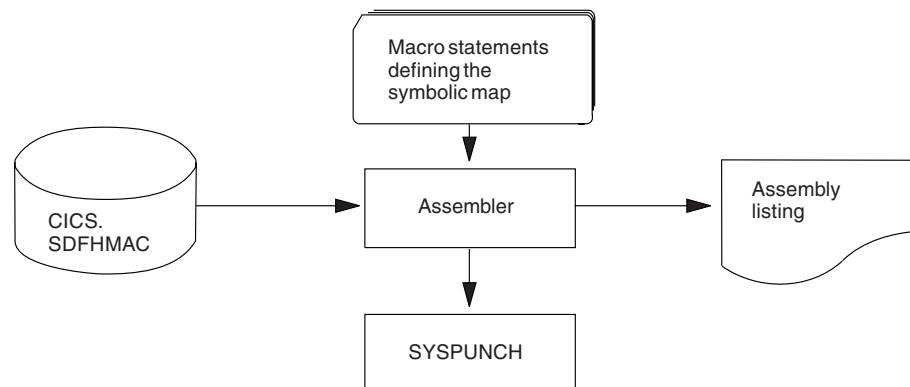 Macro statements
defining the
symbolic map
CICS.
SDFHMAC
Assembler
Assembly
listing
SYSPUNCH